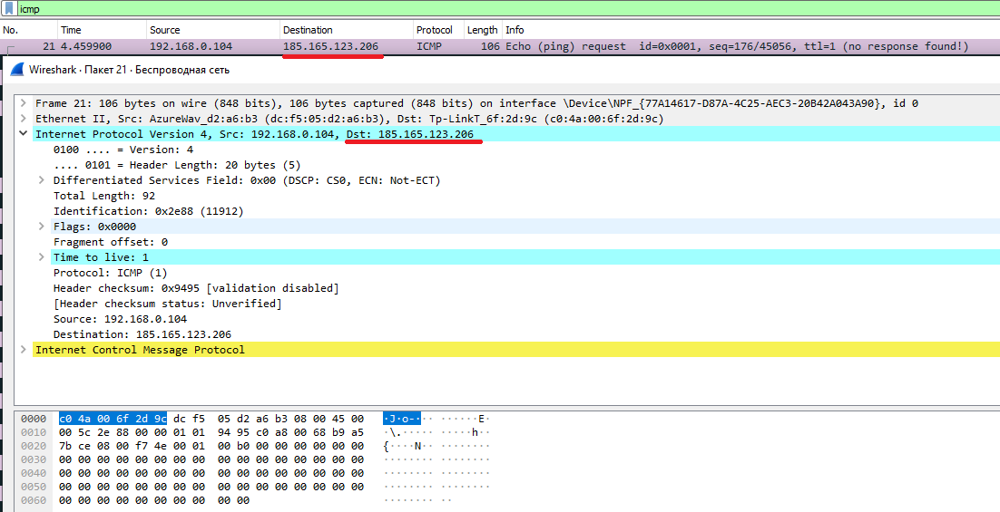 icmp
No. Time Source Destination Protocol Length Info
21 4.459900 192.168.0.104 185.165.123.206 ICMP 106 Echo (ping) request id=0x0001, seq=176/45056, ttl=1 (no response found!)
Wireshark · Пакет 21 · Беспроводная сеть
Frame 21: 106 bytes on wire (848 bits), 106 bytes captured (848 bits) on interface \Device\NPF_{77A14617-D87A-4C25-AEC3-20B42A043A90}, id 0
Ethernet II, Src: AzureWav_d2:a6:b3 (dc:f5:05:d2:a6:b3), Dst: Tp-LinkT_6f:2d:9c (c0:4a:00:6f:2d:9c)
Internet Protocol Version 4, Src: 192.168.0.104, Dst: 185.165.123.206
0100 .... = Version: 4
.... 0101 = Header Length: 20 bytes (5)
Differentiated Services Field: 0x00 (DSCP: CS0, ECN: Not-ECT)
Total Length: 92
Identification: 0x2e88 (11912)
Flags: 0x0000
Fragment offset: 0
Time to live: 1
Protocol: ICMP (1)
Header checksum: 0x9495 [validation disabled]
[Header checksum status: Unverified]
Source: 192.168.0.104
Destination: 185.165.123.206
Internet Control Message Protocol
0000 c0 4a 00 6f 2d 9c dc f5 05 d2 a6 b3 08 00 45 00 ·J·o-··· ······E·
0010 00 5c 2e 88 00 00 01 01 94 95 c0 a8 00 68 b9 a5 ·\.····· ·····h··
0020 7b ce 08 00 f7 4e 00 01 00 b0 00 00 00 00 00 00 {····N·· ········
0030 00 00 00 00 00 00 00 00 00 00 00 00 00 00 00 00 ········ ········
0040 00 00 00 00 00 00 00 00 00 00 00 00 00 00 00 00 ········ ········
0050 00 00 00 00 00 00 00 00 00 00 00 00 00 00 00 00 ········ ········
0060 00 00 00 00 00 00 00 00 00 00 ········ ··